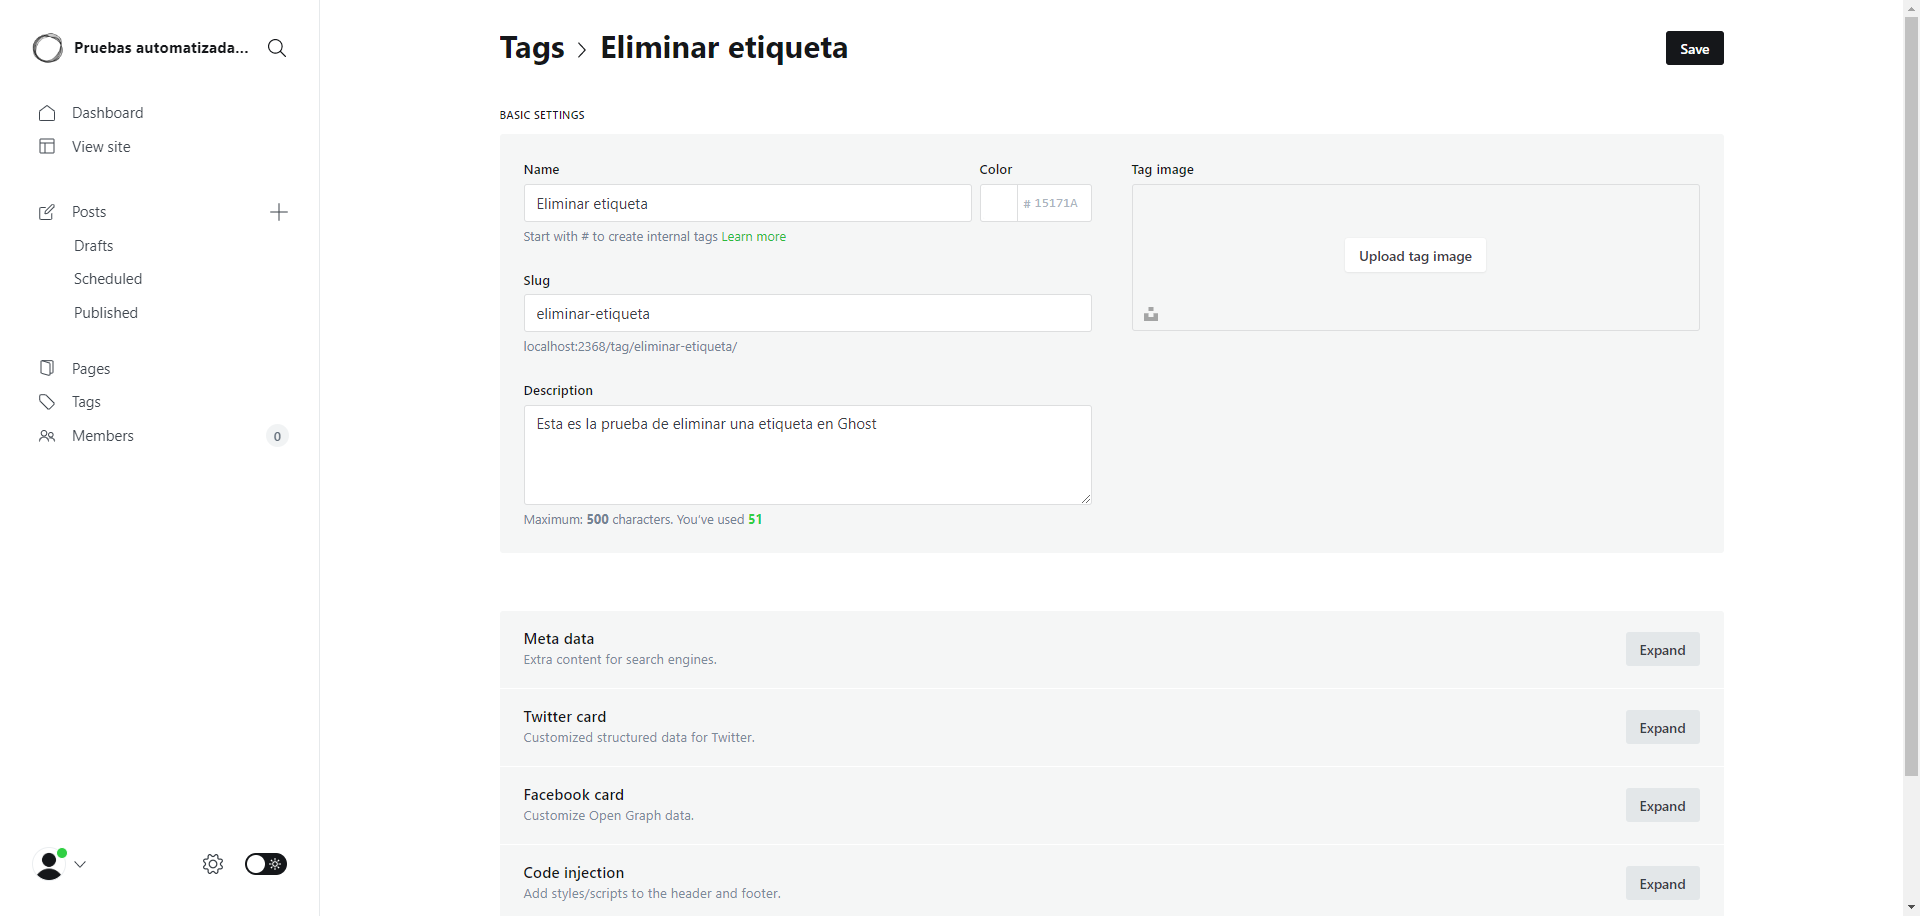 Pruebas automatizada...
Dashboard
View site
Posts
Drafts
Scheduled
Published
Pages
Tags
Members
0
Tags > Eliminar etiqueta
Save
BASIC SETTINGS
Name
Color
Tag image
Eliminar etiqueta
# 15171A
Start with # to create internal tags Learn more
Upload tag image
Slug
eliminar-etiqueta
localhost:2368/tag/eliminar-etiqueta/
Description
Esta es la prueba de eliminar una etiqueta en Ghost
Maximum: 500 characters. You've used 51
Meta data
Extra content for search engines.
Expand
Twitter card
Customized structured data for Twitter.
Expand
Facebook card
Customize Open Graph data.
Expand
Code injection
Add styles/scripts to the header and footer.
Expand